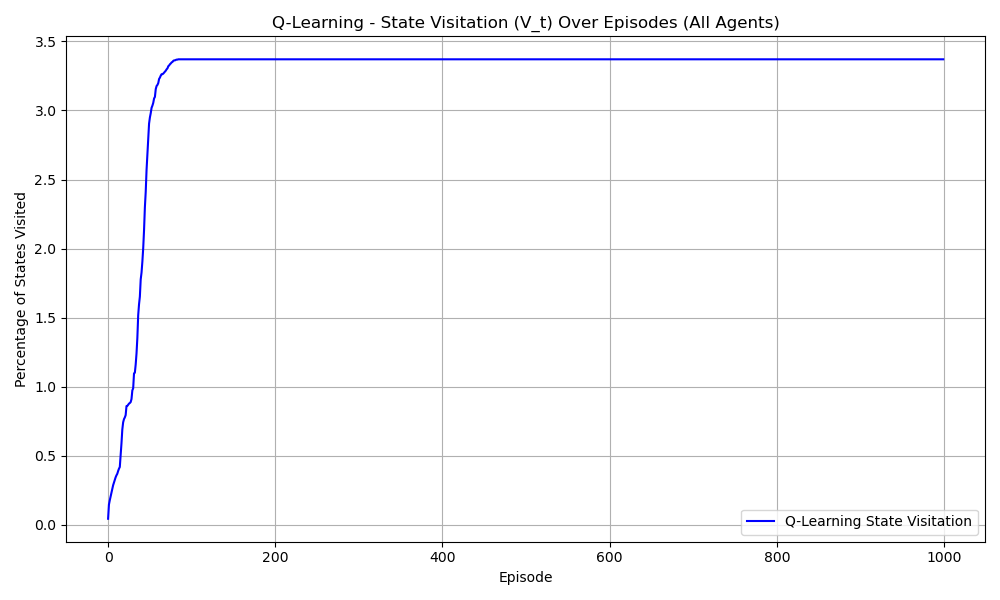 Q-Learning - State Visitation (V_t) Over Episodes (All Agents)
Percentage of States Visited
3.5
3.0
2.5
2.0
1.5
1.0
0.5
0.0
Q-Learning State Visitation
0 200 400 600 800 1000
Episode